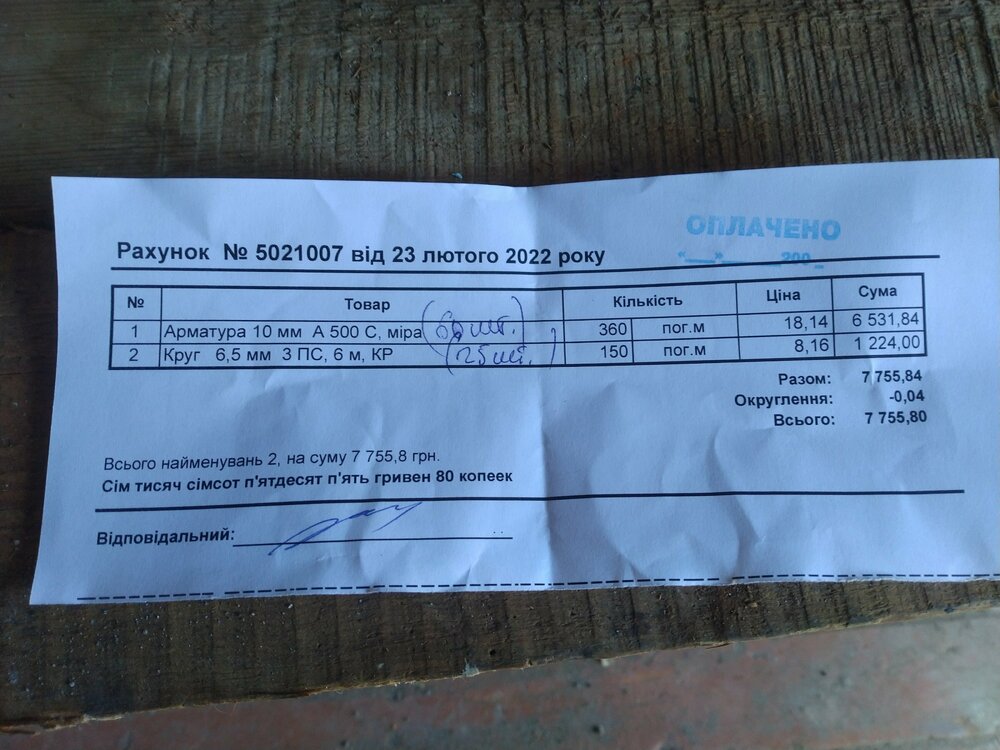 ОПЛАЧЕНО
Рахунок № 5021007 від 23 лютого 2022 року
"___"______200_
№ Товар Кількість Ціна Сума
1 Арматура 10 мм А 500 С, міра (60 шт.) 360 пог.м 18,14 6 531,84
2 Круг 6,5 мм 3 ПС, 6 м, КР (25 шт.) 150 пог.м 8,16 1 224,00
Разом: 7 755,84
Округлення: -0,04
Всього: 7 755,80
Всього найменувань 2, на суму 7 755,8 грн.
Сім тисяч сімсот п'ятдесят п'ять гривен 80 копеек
Відповідальний: